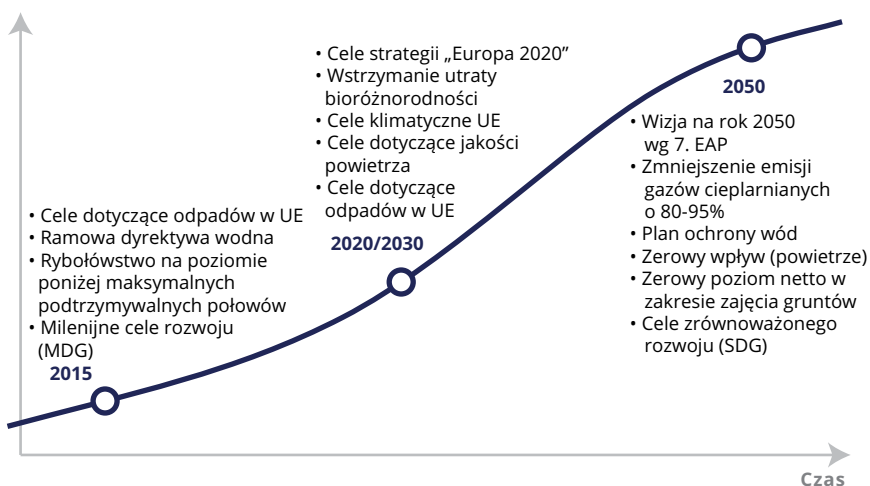 • Cele dotyczące odpadów w UE
• Ramowa dyrektywa wodna
• Rybołówstwo na poziomie
poniżej maksymalnych
podtrzymywalnych połowów
• Milenijne cele rozwoju
(MDG)
2015
• Cele strategii „Europa 2020”
• Wstrzymanie utraty
bioróżnorodności
• Cele klimatyczne UE
• Cele dotyczące jakości
powietrza
• Cele dotyczące
odpadów w UE
2020/2030
2050
• Wizja na rok 2050
wg 7. EAP
• Zmniejszenie emisji
gazów cieplarnianych
o 80-95%
• Plan ochrony wód
• Zerowy wpływ (powietrze)
• Zerowy poziom netto w
zakresie zajęcia gruntów
• Cele zrównoważonego
rozwoju (SDG)
Czas